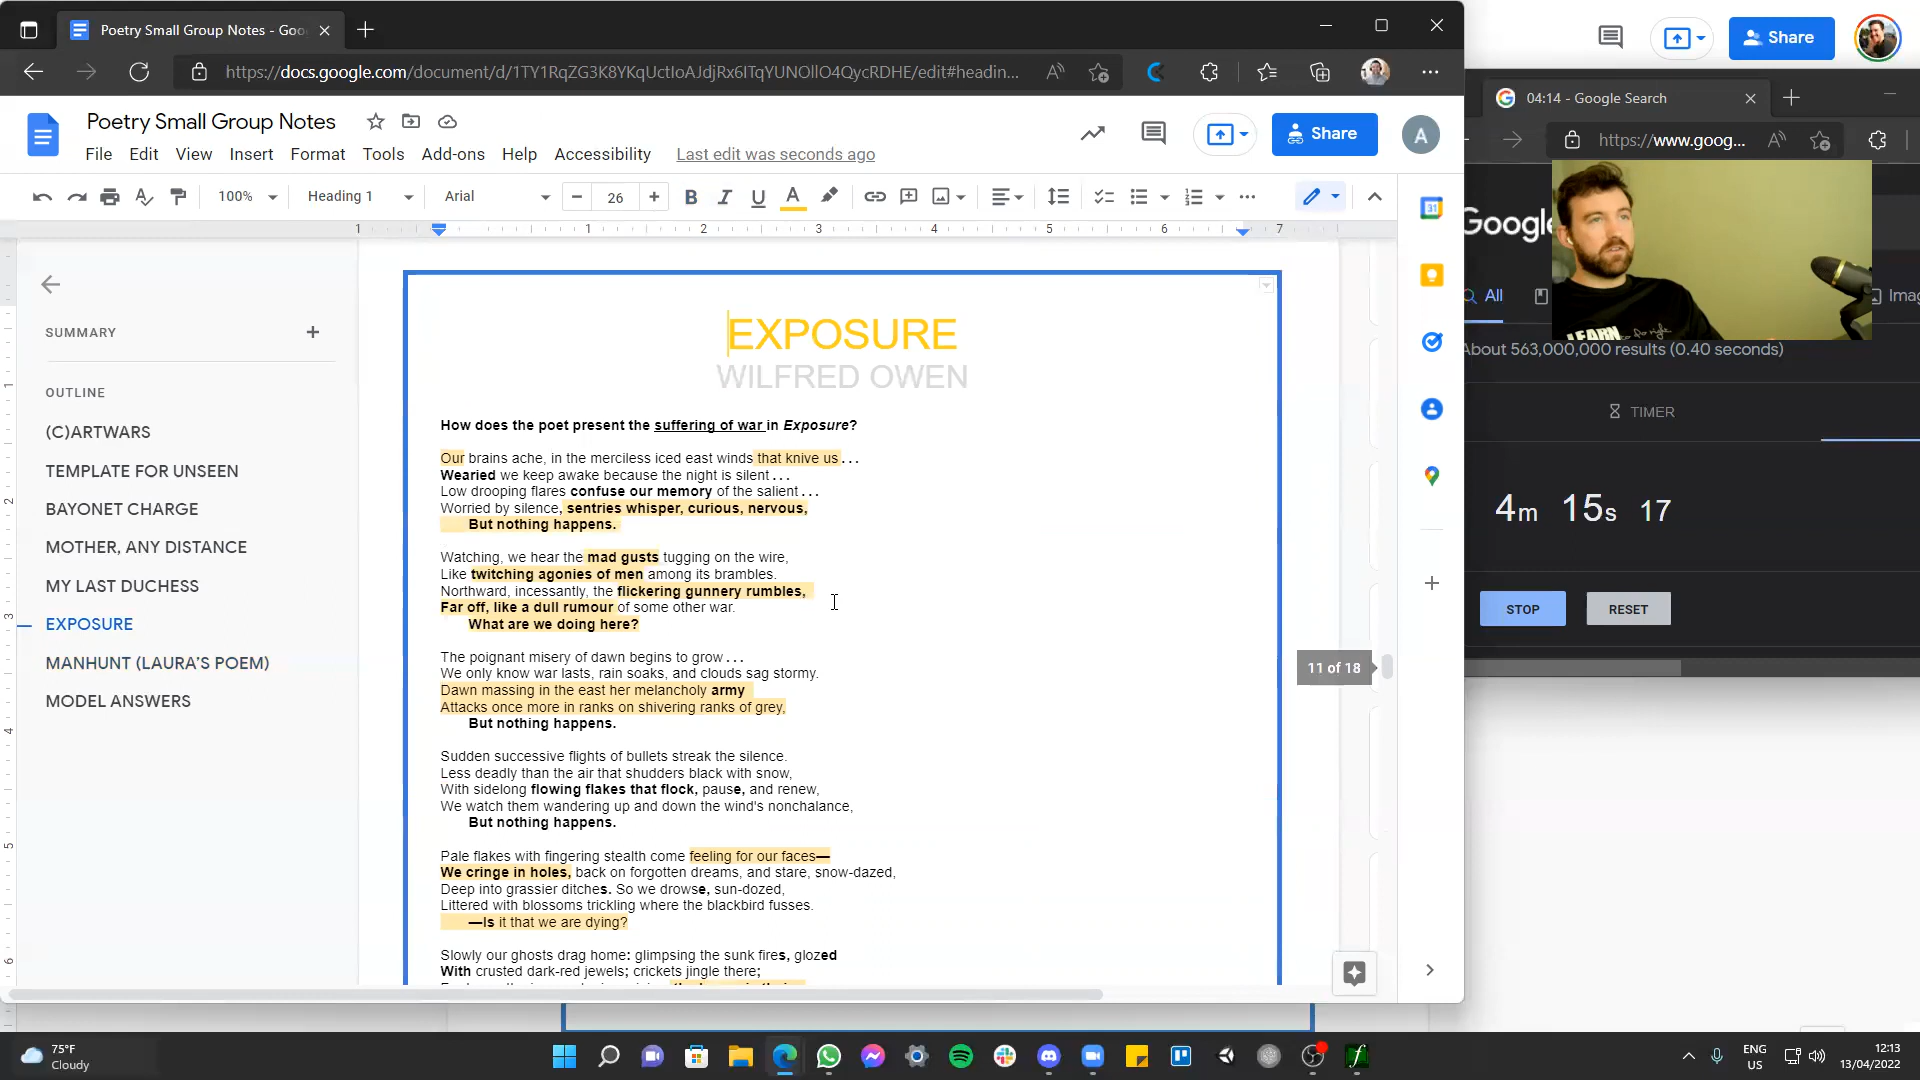 Poetry Small Group Notes - Goo
https://docs.google.com/document/d/1TY1RqZG3K8YKqUctIoAJdjRx6ITqYUNOllO4QycRDHE/edit#headin...
Poetry Small Group Notes
File Edit View Insert Format Tools Add-ons Help Accessibility Last edit was seconds ago
Share
A
100% Heading 1 Arial 26
1 1 2 3 4 5 6 7
SUMMARY
OUTLINE
(C)ARTWARS
TEMPLATE FOR UNSEEN
BAYONET CHARGE
MOTHER, ANY DISTANCE
MY LAST DUCHESS
EXPOSURE
MANHUNT (LAURA'S POEM)
MODEL ANSWERS
EXPOSURE
WILFRED OWEN
How does the poet present the suffering of war in Exposure?
Our brains ache, in the merciless iced east winds that knive us . . .
Wearied we keep awake because the night is silent . . .
Low drooping flares confuse our memory of the salient . . .
Worried by silence, sentries whisper, curious, nervous,
But nothing happens.
Watching, we hear the mad gusts tugging on the wire,
Like twitching agonies of men among its brambles.
Northward, incessantly, the flickering gunnery rumbles,
Far off, like a dull rumour of some other war.
What are we doing here?
The poignant misery of dawn begins to grow . . .
We only know war lasts, rain soaks, and clouds sag stormy.
Dawn massing in the east her melancholy army
Attacks once more in ranks on shivering ranks of grey,
But nothing happens.
Sudden successive flights of bullets streak the silence.
Less deadly than the air that shudders black with snow,
With sidelong flowing flakes that flock, pause, and renew,
We watch them wandering up and down the wind's nonchalance,
But nothing happens.
Pale flakes with fingering stealth come feeling for our faces—
We cringe in holes, back on forgotten dreams, and stare, snow-dazed,
Deep into grassier ditches. So we drowse, sun-dozed,
Littered with blossoms trickling where the blackbird fusses.
—Is it that we are dying?
Slowly our ghosts drag home: glimpsing the sunk fires, glozed
With crusted dark-red jewels; crickets jingle there;
11 of 18
31
Share
04:14 - Google Search
https://www.goog...
Google
All
Imag
About 563,000,000 results (0.40 seconds)
TIMER
4m 15s 17
STOP RESET
LEARN
75°F
Cloudy
ENG
US
12:13
13/04/2022